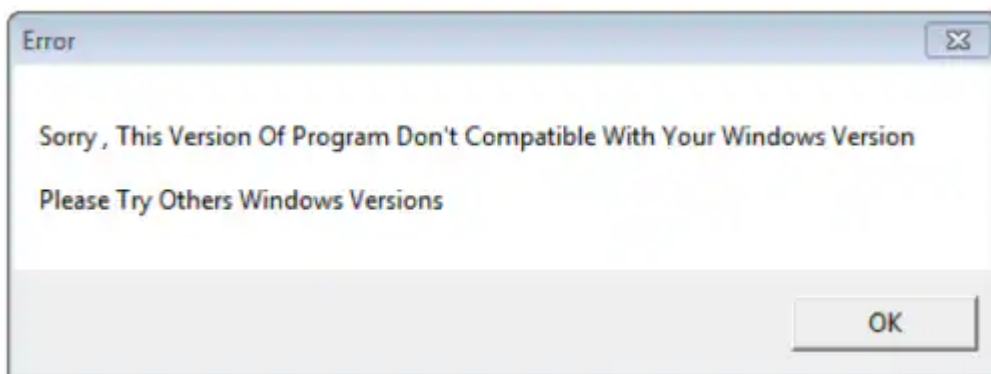 Error
Sorry , This Version Of Program Don't Compatible With Your Windows Version
Please Try Others Windows Versions
OK